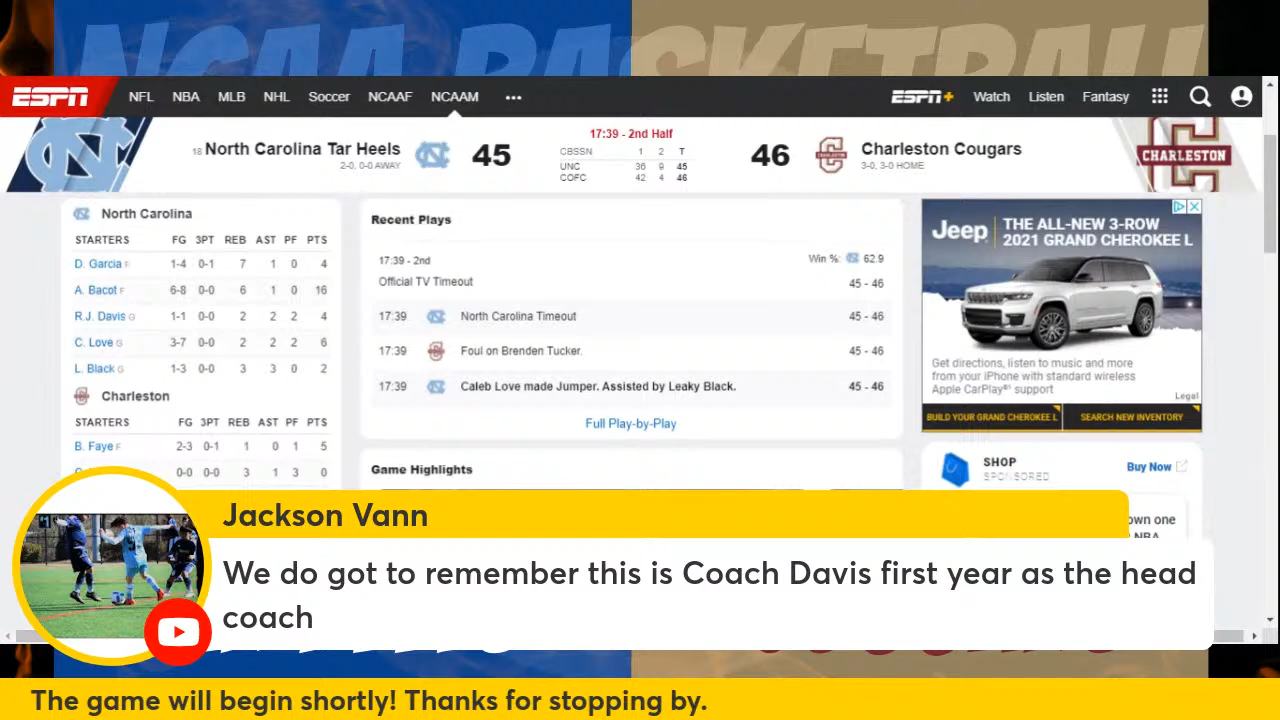 NCAA BASKETBALL
ESPN NFL NBA MLB NHL Soccer NCAAF NCAAM ••• ESPN+ Watch Listen Fantasy
18 North Carolina Tar Heels
2-0, 0-0 AWAY
45
17:39 - 2nd Half
CBSSN 1 2 T
UNC 36 9 45
COFC 42 4 46
46
Charleston Cougars
3-0, 3-0 HOME
CHARLESTON
North Carolina
STARTERS FG 3PT REB AST PF PTS
D. Garcia F 1-4 0-1 7 1 0 4
A. Bacot F 6-8 0-0 6 1 0 16
R.J. Davis G 1-1 0-0 2 2 2 4
C. Love G 3-7 0-0 2 2 2 6
L. Black G 1-3 0-0 3 3 0 2
Charleston
STARTERS FG 3PT REB AST PF PTS
B. Faye F 2-3 0-1 1 0 1 5
0-0 0-0 3 1 3 0
Recent Plays
17:39 - 2nd Win %: 62.9
Official TV Timeout 45 - 46
17:39 North Carolina Timeout 45 - 46
17:39 Foul on Brenden Tucker. 45 - 46
17:39 Caleb Love made Jumper. Assisted by Leaky Black. 45 - 46
Full Play-by-Play
Game Highlights
Jeep THE ALL-NEW 3-ROW
2021 GRAND CHEROKEE L
Get directions, listen to music and more
from your iPhone with standard wireless
Apple CarPlay® support
Legal
BUILD YOUR GRAND CHEROKEE L SEARCH NEW INVENTORY
SHOP
SPONSORED
Buy Now
own one
NBA
Jackson Vann
We do got to remember this is Coach Davis first year as the head
coach
The game will begin shortly! Thanks for stopping by.